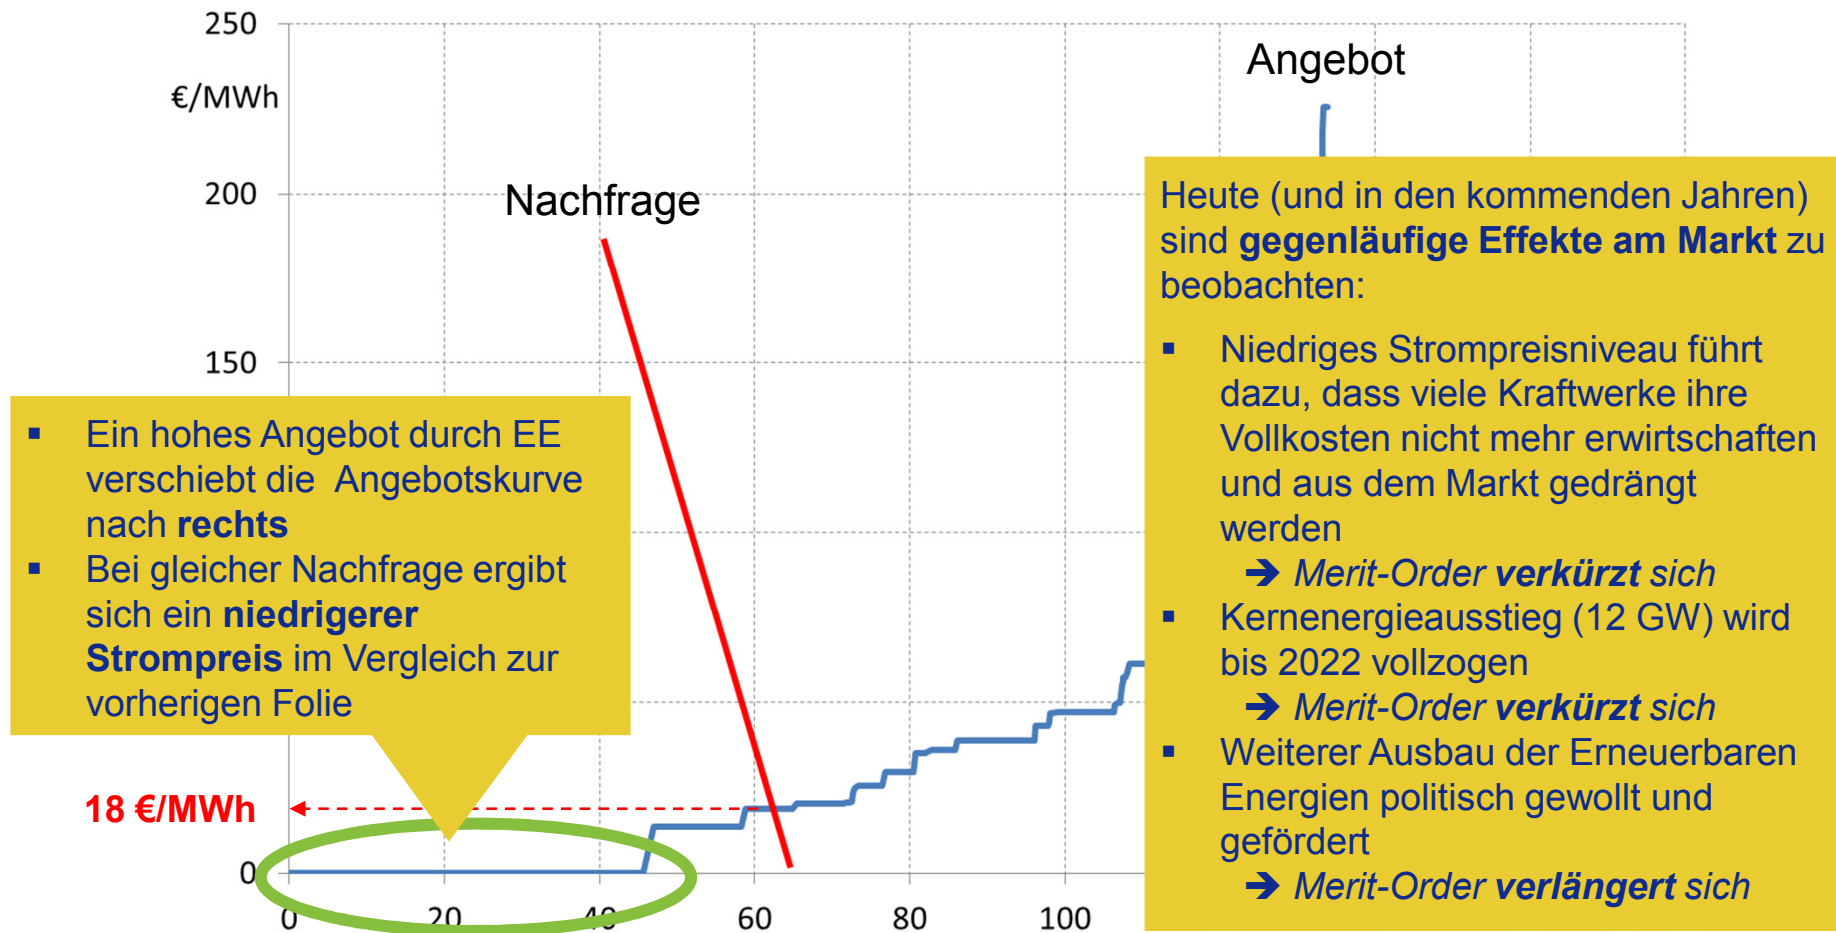 250
€/MWh
200
150
0
0
20
40
60
80
100
Angebot
Nachfrage
18 €/MWh
▪ Ein hohes Angebot durch EE
verschiebt die Angebotskurve
nach rechts
▪ Bei gleicher Nachfrage ergibt
sich ein niedrigerer
Strompreis im Vergleich zur
vorherigen Folie
Heute (und in den kommenden Jahren)
sind gegenläufige Effekte am Markt zu
beobachten:
▪ Niedriges Strompreisniveau führt
dazu, dass viele Kraftwerke ihre
Vollkosten nicht mehr erwirtschaften
und aus dem Markt gedrängt
werden
➔ Merit-Order verkürzt sich
▪ Kernenergieausstieg (12 GW) wird
bis 2022 vollzogen
➔ Merit-Order verkürzt sich
▪ Weiterer Ausbau der Erneuerbaren
Energien politisch gewollt und
gefördert
➔ Merit-Order verlängert sich